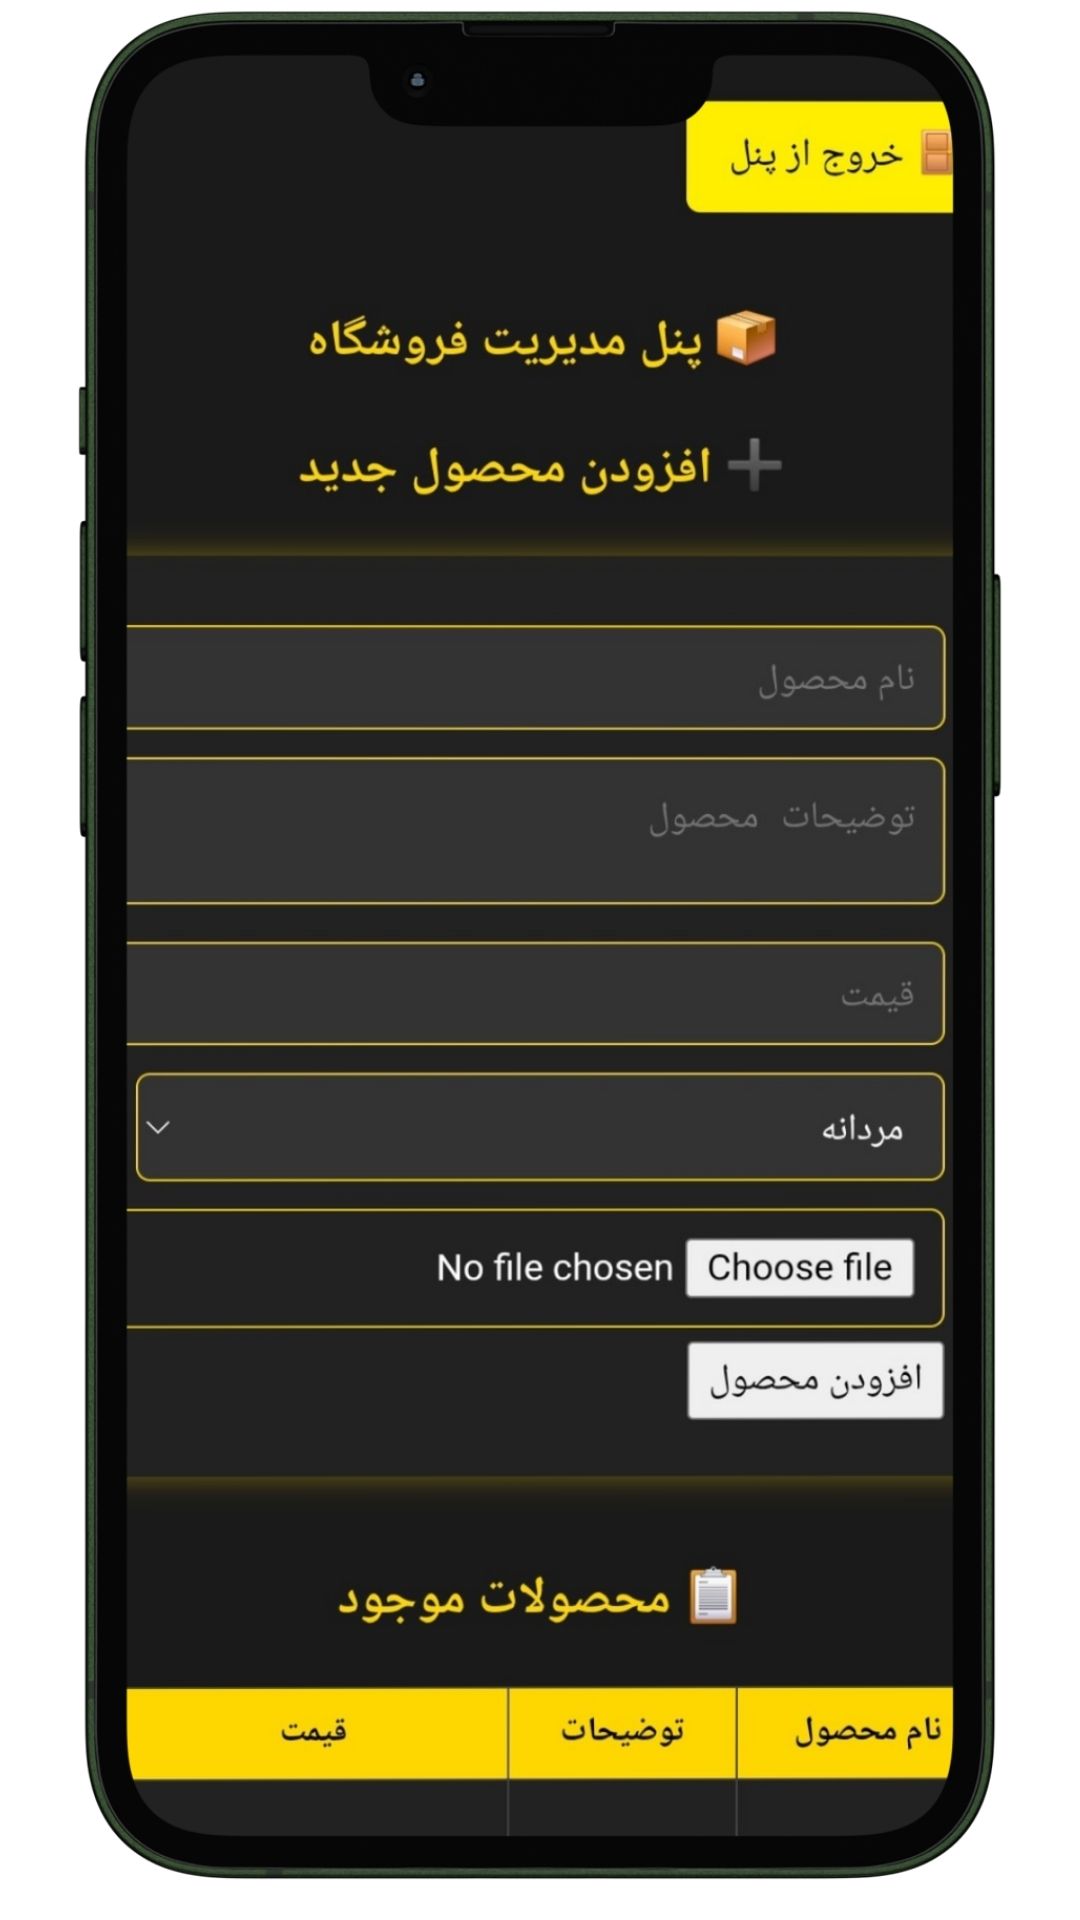 خروج از پنل
پنل مدیریت فروشگاه
افزودن محصول جدید
نام محصول
توضیحات محصول
قیمت
مردانه
Choose file No file chosen
افزودن محصول
محصولات موجود
نام محصول توضیحات قیمت